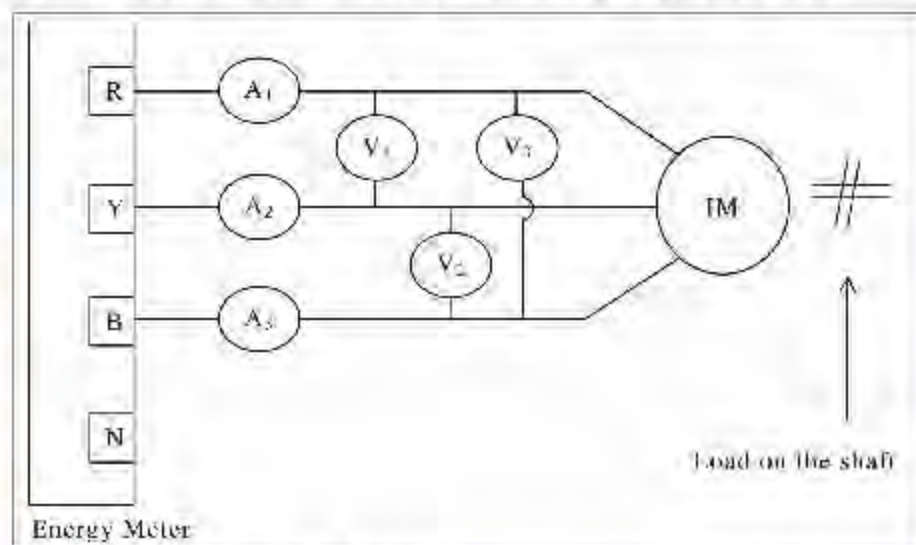 R
A1
V1
V3
Y
A2
IM
V2
B
A3
N
Load on the shaft
Energy Meter